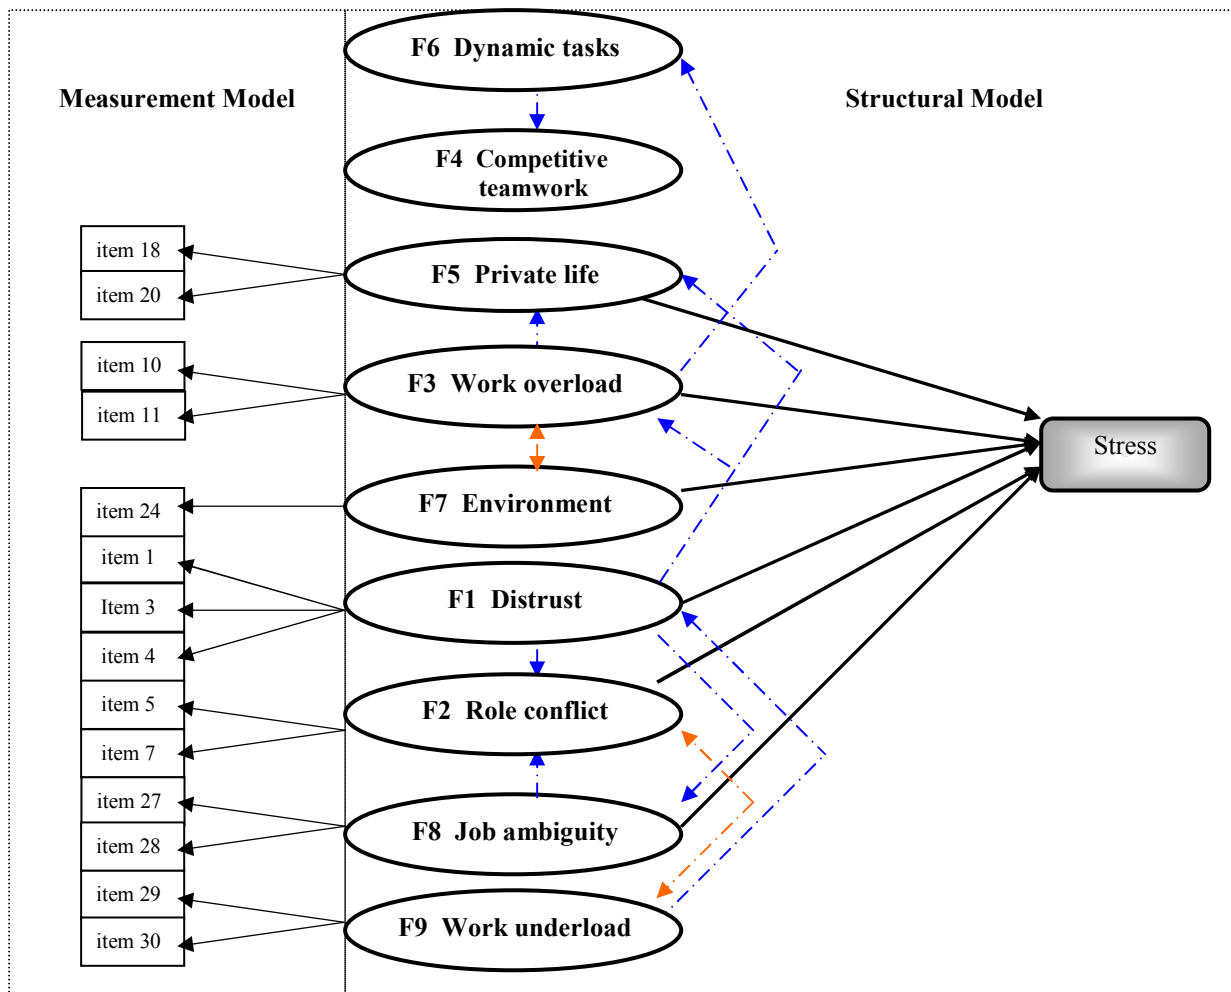 F6 Dynamic tasks
Measurement Model
Structural Model
F4 Competitive
teamwork
item 18
F5 Private life
item 20
item 10
F3 Work overload
item 11
Stress
item 24
F7 Environment
item 1
Item 3
F1 Distrust
item 4
item 5
F2 Role conflict
item 7
item 27
F8 Job ambiguity
item 28
item 29
F9 Work underload
item 30